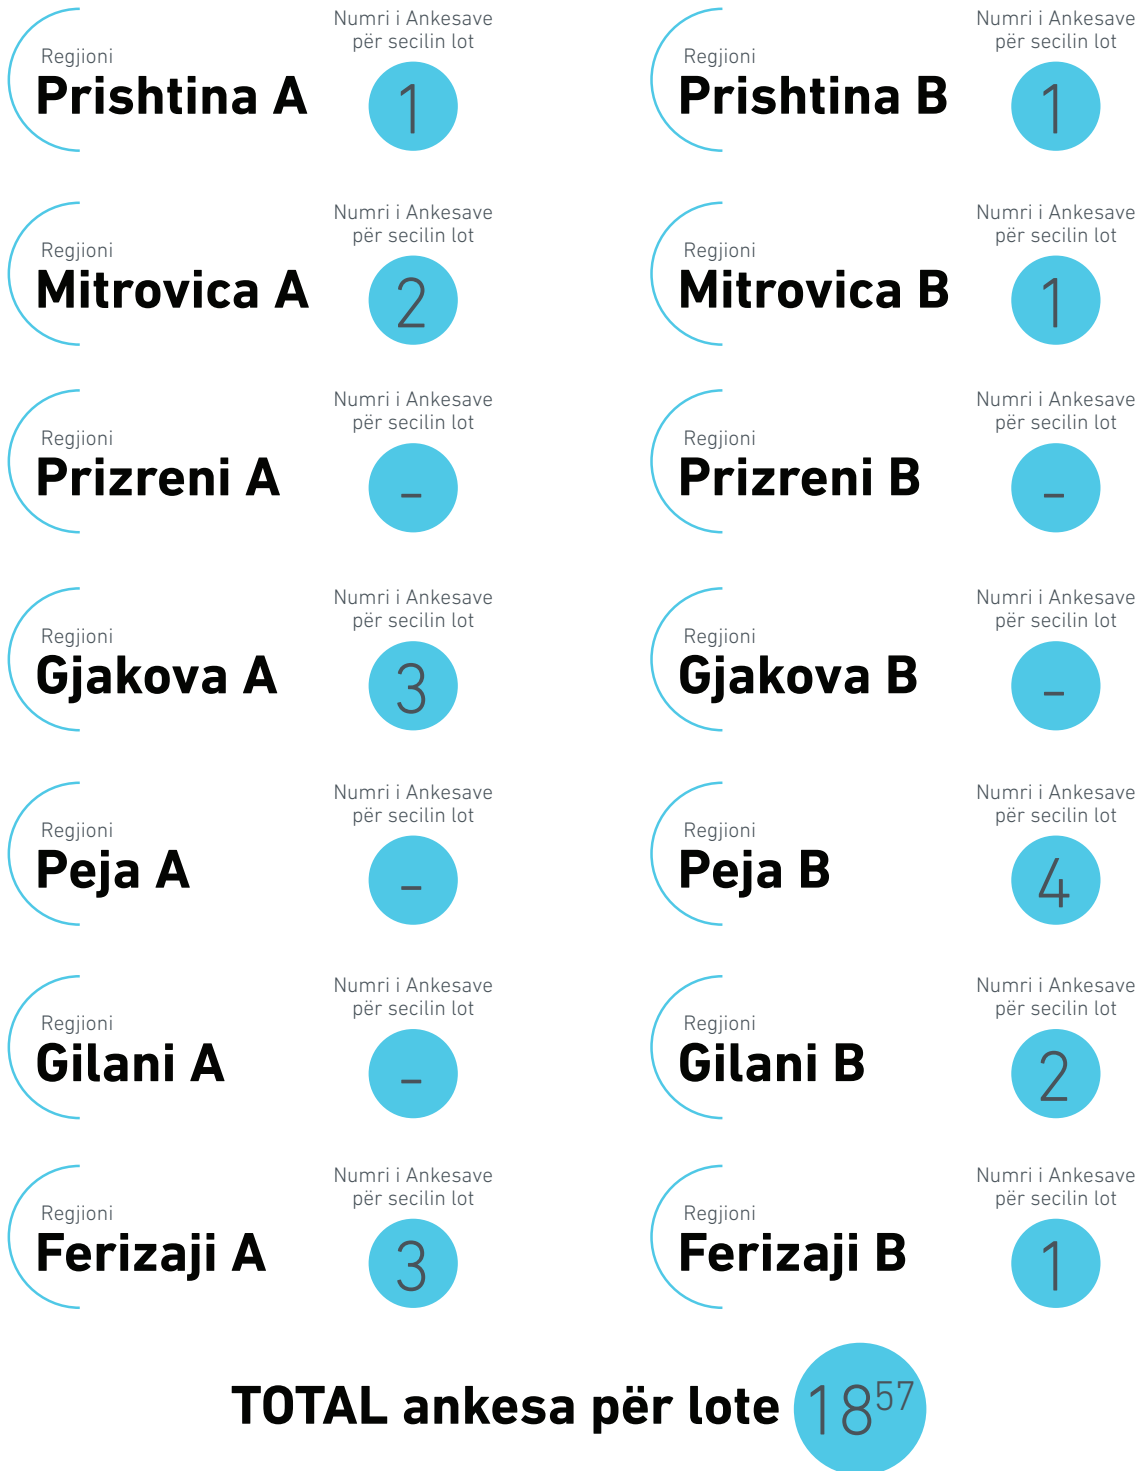 Numri i Ankesave
për secilin lot
Regjioni
Prishtina A
1
Numri i Ankesave
për secilin lot
Regjioni
Prishtina B
1
Numri i Ankesave
për secilin lot
Regjioni
Mitrovica A
2
Numri i Ankesave
për secilin lot
Regjioni
Mitrovica B
1
Numri i Ankesave
për secilin lot
Regjioni
Prizreni A
-
Numri i Ankesave
për secilin lot
Regjioni
Prizreni B
-
Numri i Ankesave
për secilin lot
Regjioni
Gjakova A
3
Numri i Ankesave
për secilin lot
Regjioni
Gjakova B
-
Numri i Ankesave
për secilin lot
Regjioni
Peja A
-
Numri i Ankesave
për secilin lot
Regjioni
Peja B
4
Numri i Ankesave
për secilin lot
Regjioni
Gilani A
-
Numri i Ankesave
për secilin lot
Regjioni
Gilani B
2
Numri i Ankesave
për secilin lot
Regjioni
Ferizaji A
3
Numri i Ankesave
për secilin lot
Regjioni
Ferizaji B
1
TOTAL ankesa për lote 18⁵⁷